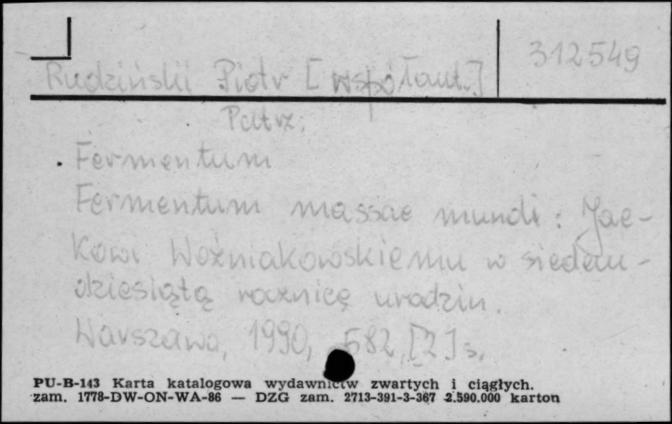 312549
Rudziński Piotr [współaut.]
Patrz:
Fermentum
Fermentum massae mundi : Jac-
kowi Woźniakowskiemu w siedem-
dziesiątą rocznicę urodzin.
Warszawa, 1990, 582, [2] s.
PU-B-143 Karta katalogowa wydawnictw zwartych i ciągłych.
zam. 1778-DW-ON-WA-86 — DZG zam. 2713-391-3-367 2.590.000 karton